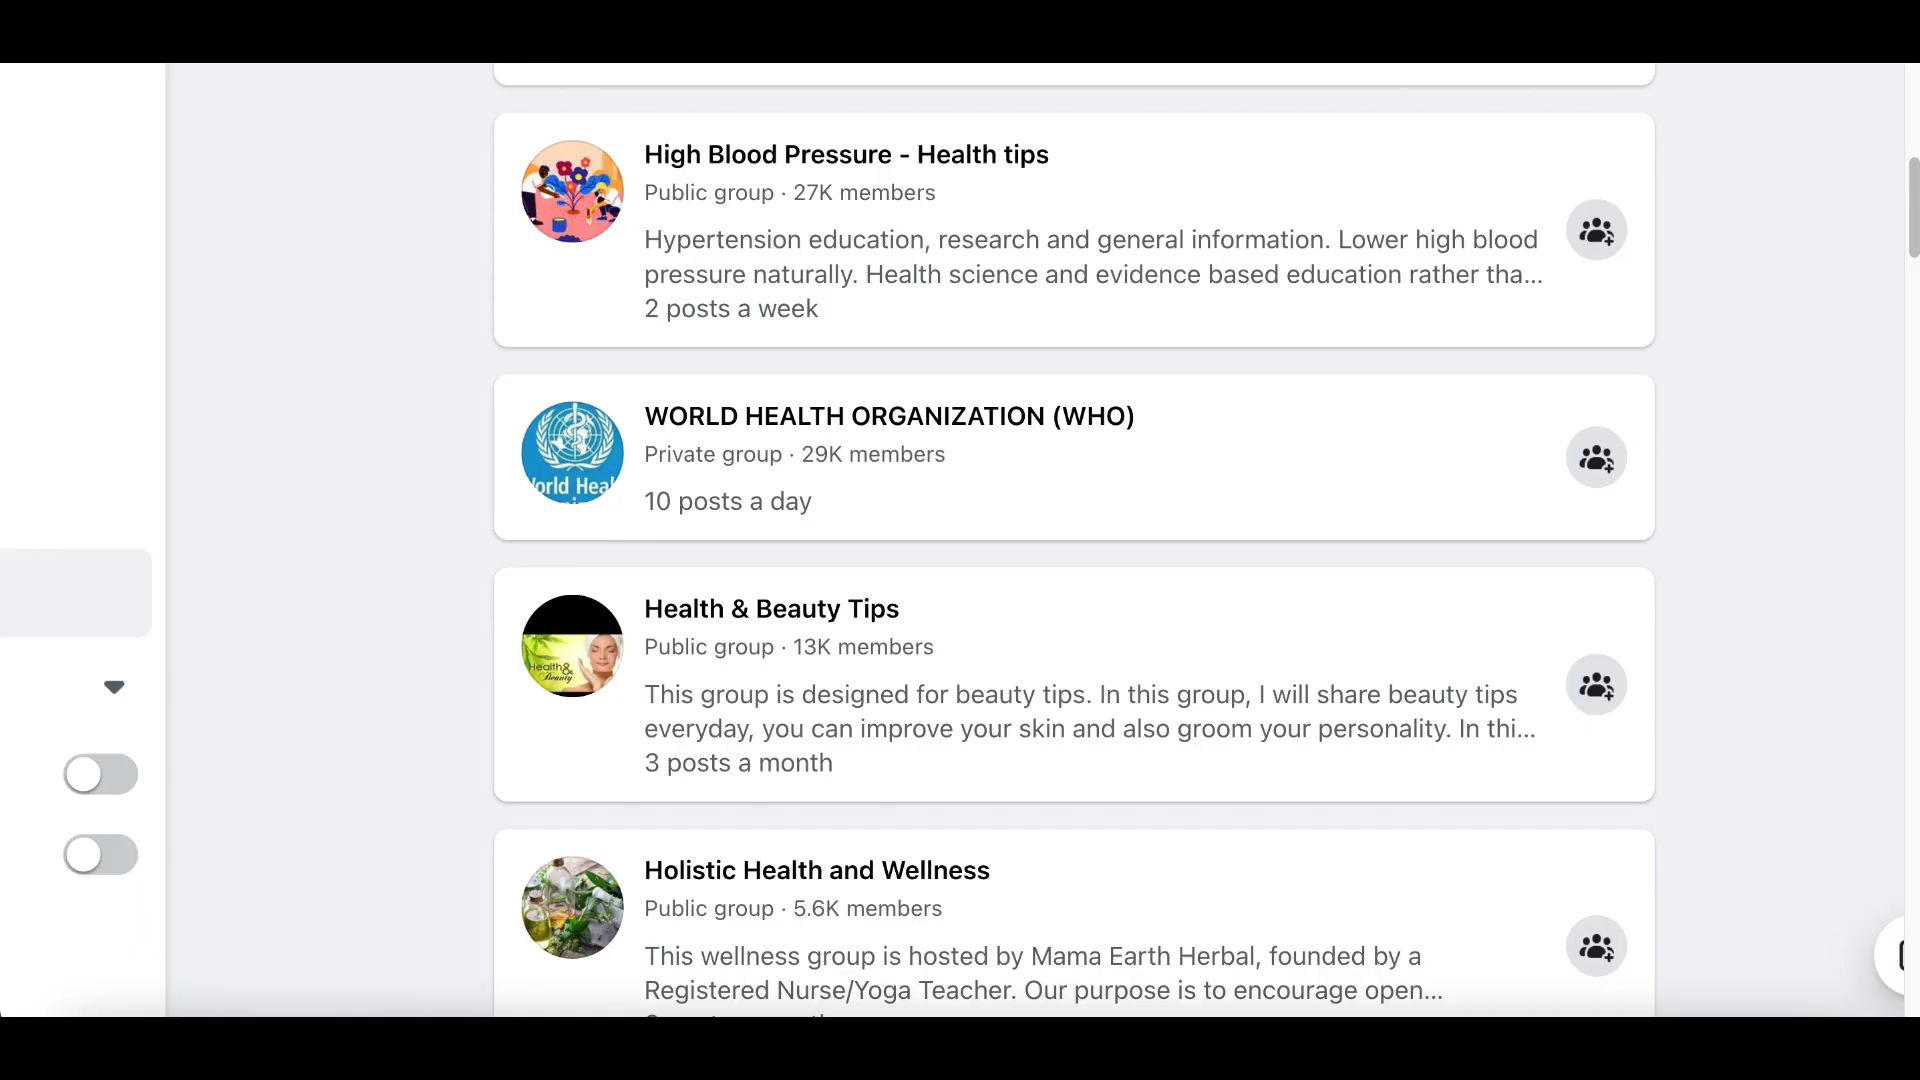 High Blood Pressure - Health tips
Public group · 27K members
Hypertension education, research and general information. Lower high blood
pressure naturally. Health science and evidence based education rather tha...
2 posts a week
WORLD HEALTH ORGANIZATION (WHO)
Private group · 29K members
orld Heal
10 posts a day
Health & Beauty Tips
Public group · 13K members
Health&
Beauty
This group is designed for beauty tips. In this group, I will share beauty tips
everyday, you can improve your skin and also groom your personality. In thi...
3 posts a month
Holistic Health and Wellness
Public group · 5.6K members
This wellness group is hosted by Mama Earth Herbal, founded by a
Registered Nurse/Yoga Teacher. Our purpose is to encourage open...